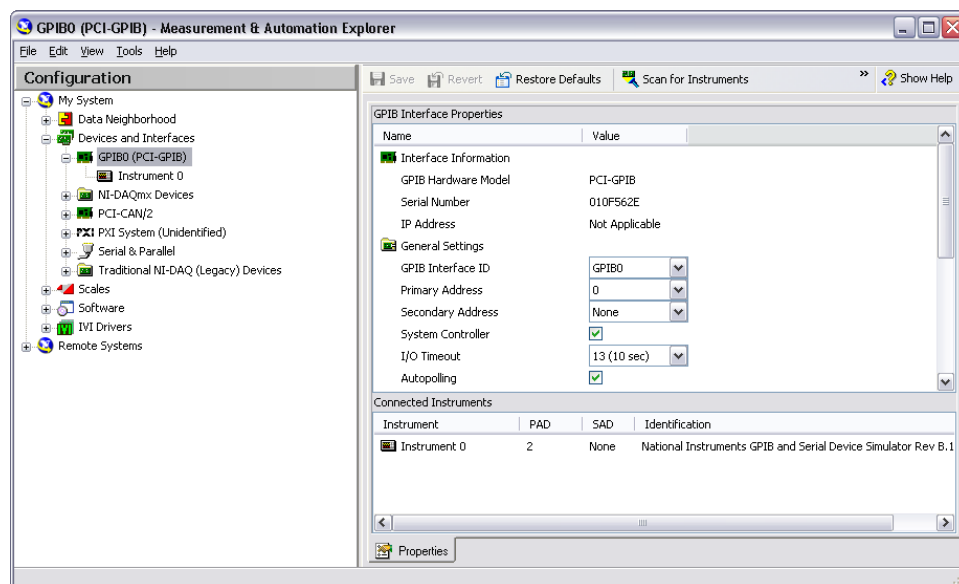 GPIB0 (PCI-GPIB) - Measurement & Automation Explorer
File Edit View Tools Help
Configuration
My System
Data Neighborhood
Devices and Interfaces
GPIB0 (PCI-GPIB)
Instrument 0
NI-DAQmx Devices
PCI-CAN/2
PXI PXI System (Unidentified)
Serial & Parallel
Traditional NI-DAQ (Legacy) Devices
Scales
Software
IVI IVI Drivers
Remote Systems
Save Revert Restore Defaults Scan for Instruments » Show Help
GPIB Interface Properties
Name Value
Interface Information
GPIB Hardware Model PCI-GPIB
Serial Number 010F562E
IP Address Not Applicable
General Settings
GPIB Interface ID GPIB0
Primary Address 0
Secondary Address None
System Controller
I/O Timeout 13 (10 sec)
Autopolling
Connected Instruments
Instrument PAD SAD Identification
Instrument 0 2 None National Instruments GPIB and Serial Device Simulator Rev B.1
Properties